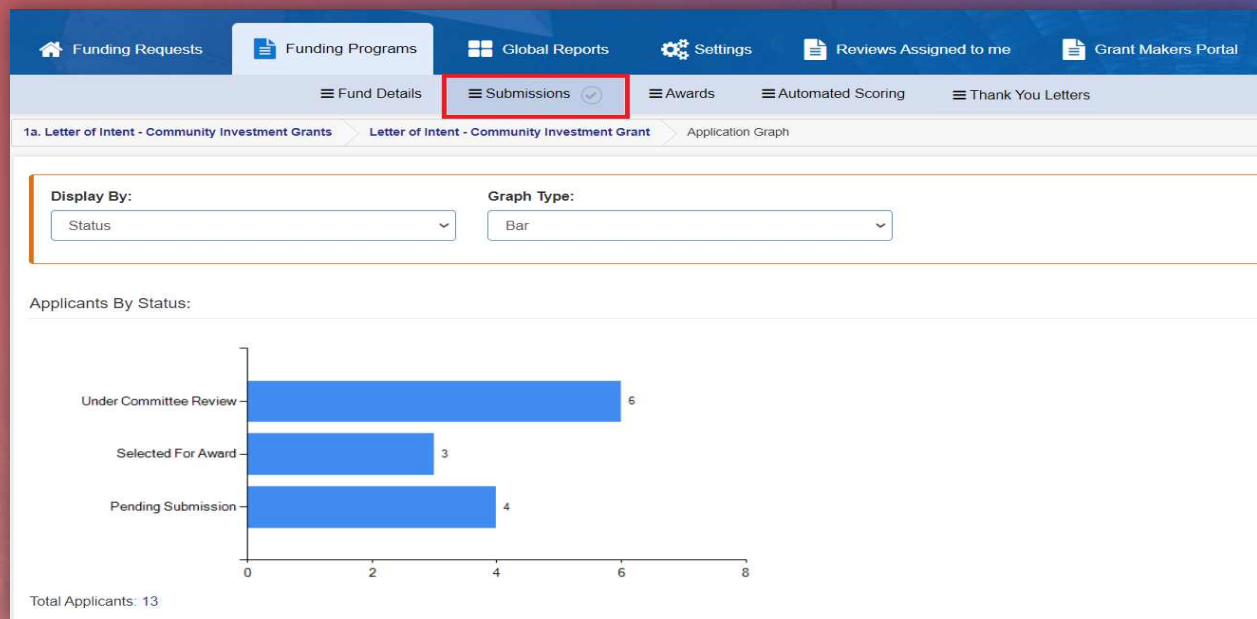 Funding Requests Funding Programs Global Reports Settings Reviews Assigned to me Grant Makers Portal
Fund Details Submissions Awards Automated Scoring Thank You Letters
1a. Letter of Intent - Community Investment Grants Letter of Intent - Community Investment Grant Application Graph
Display By: Graph Type:
Status Bar
Applicants By Status:
Under Committee Review 6
Selected For Award 3
Pending Submission 4
0 2 4 6 8
Total Applicants: 13